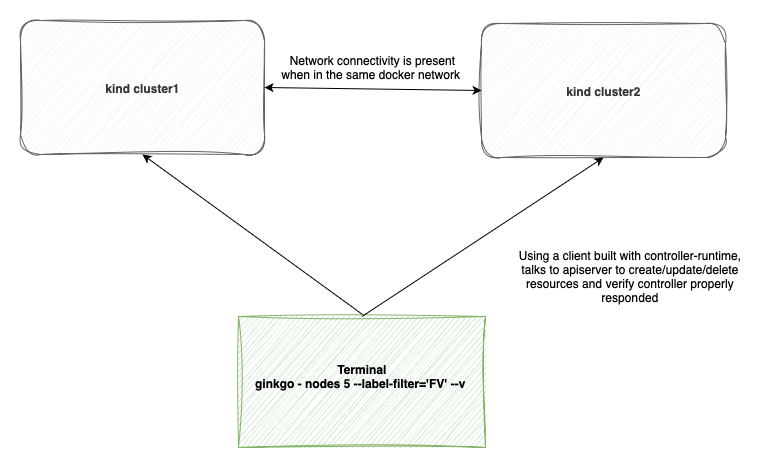 Network connectivity is present
when in the same docker network
kind cluster1
kind cluster2
Using a client built with controller-runtime,
talks to apiserver to create/update/delete
resources and verify controller properly
responded
Terminal
ginkgo - nodes 5 --label-filter='FV' --v